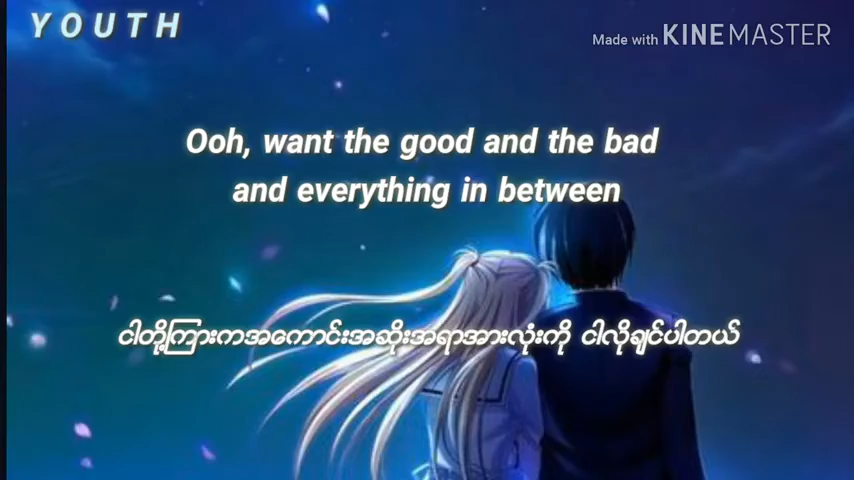 YOUTH
Made with KINEMASTER
Ooh, want the good and the bad
and everything in between
ငါတို့ကြားကအကောင်းအဆိုးအရာအားလုံးကို ငါလိုချင်ပါတယ်